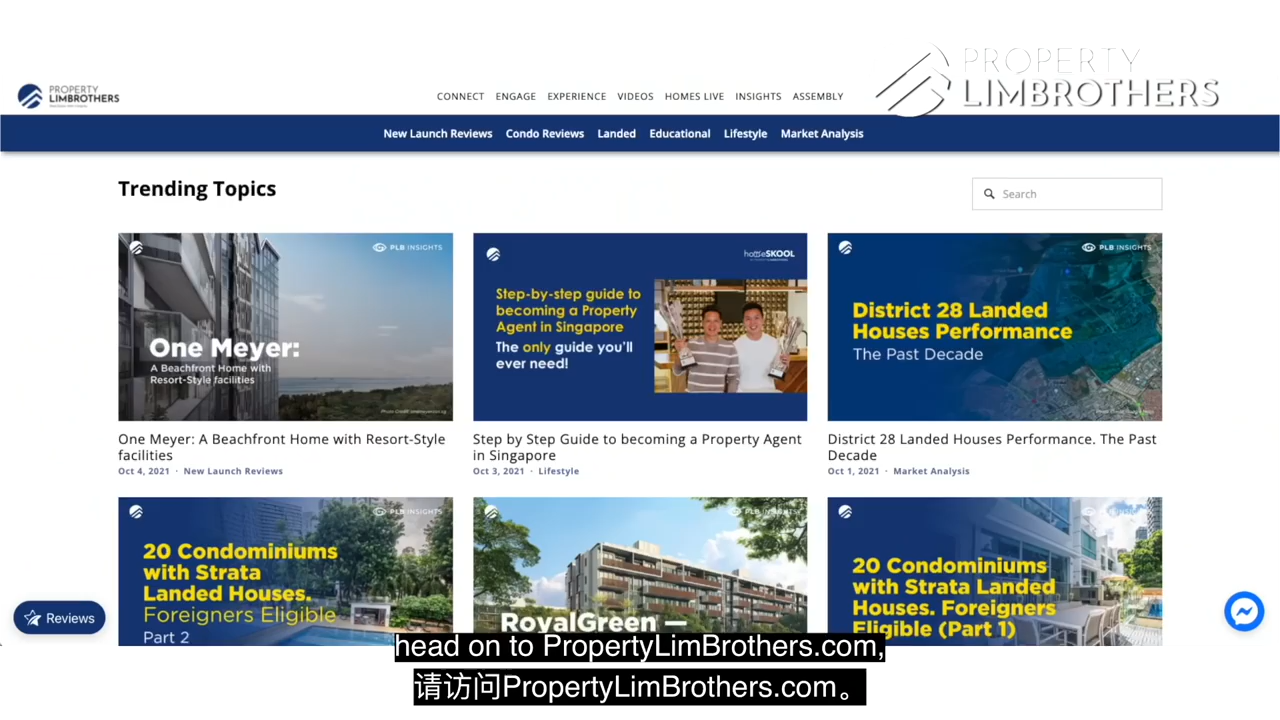 PROPERTY
LIMBROTHERS
PROPERTY
LIMBROTHERS
CONNECT ENGAGE EXPERIENCE VIDEOS HOMES LIVE INSIGHTS ASSEMBLY
New Launch Reviews Condo Reviews Landed Educational Lifestyle Market Analysis
Trending Topics
Search
PLB INSIGHTS
One Meyer:
A Beachfront Home with
Resort-Style facilities
houseSKOOL
Step-by-step guide to
becoming a Property
Agent in Singapore
The only guide you'll
ever need!
PLB INSIGHTS
District 28 Landed
Houses Performance
The Past Decade
One Meyer: A Beachfront Home with Resort-Style
facilities
Oct 4, 2021 · New Launch Reviews
Step by Step Guide to becoming a Property Agent
in Singapore
Oct 3, 2021 · Lifestyle
District 28 Landed Houses Performance. The Past
Decade
Oct 1, 2021 · Market Analysis
PLB INSIGHTS
20 Condominiums
with Strata
Landed Houses.
Foreigners Eligible
Part 2
PLB INSIGHTS
RoyalGreen —
20 Condominiums
with Strata Landed
Houses. Foreigners
Eligible (Part 1)
Reviews
head on to PropertyLimBrothers.com,
请访问PropertyLimBrothers.com。